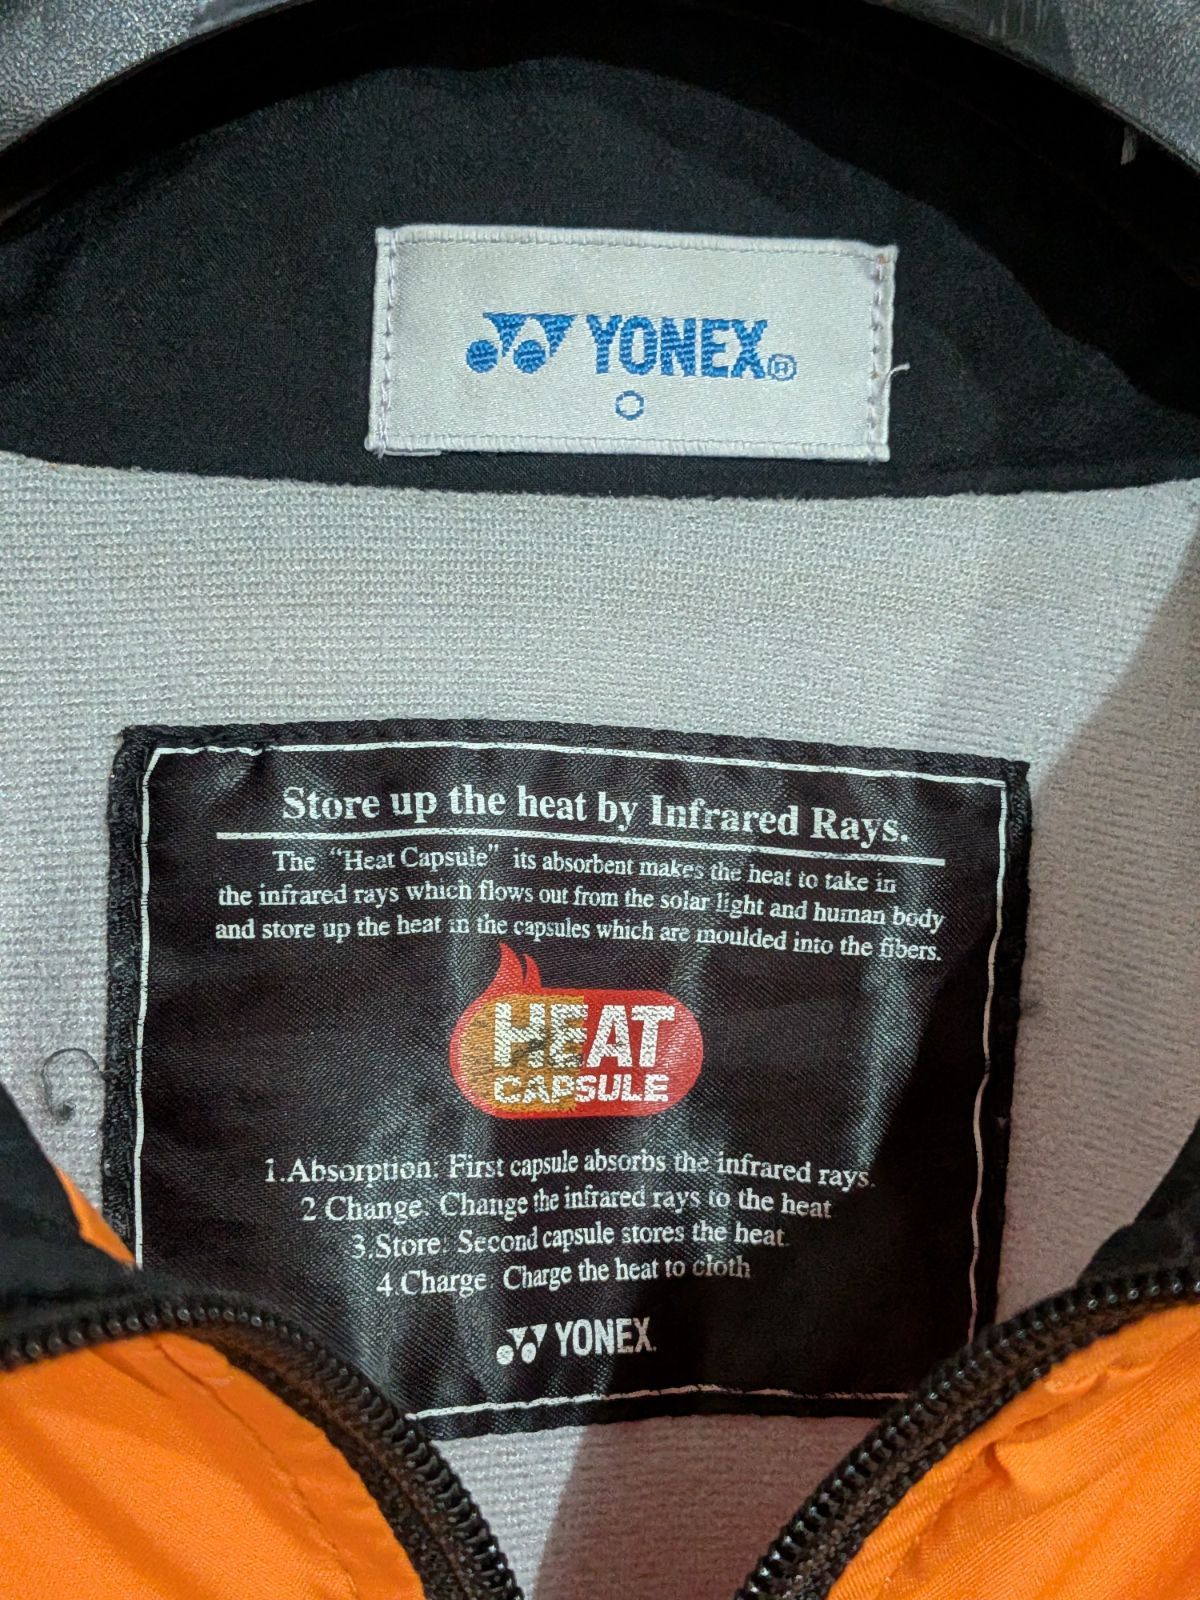 YONEX®
O
Store up the heat by Infrared Rays.
The "Heat Capsule" its absorbent makes the heat to take in
the infrared rays which flows out from the solar light and human body
and store up the heat in the capsules which are moulded into the fibers.
HEAT
CAPSULE
1.Absorption: First capsule absorbs the infrared rays.
2 Change. Change the infrared rays to the heat
3.Store: Second capsule stores the heat.
4 Charge Charge the heat to cloth
YONEX.